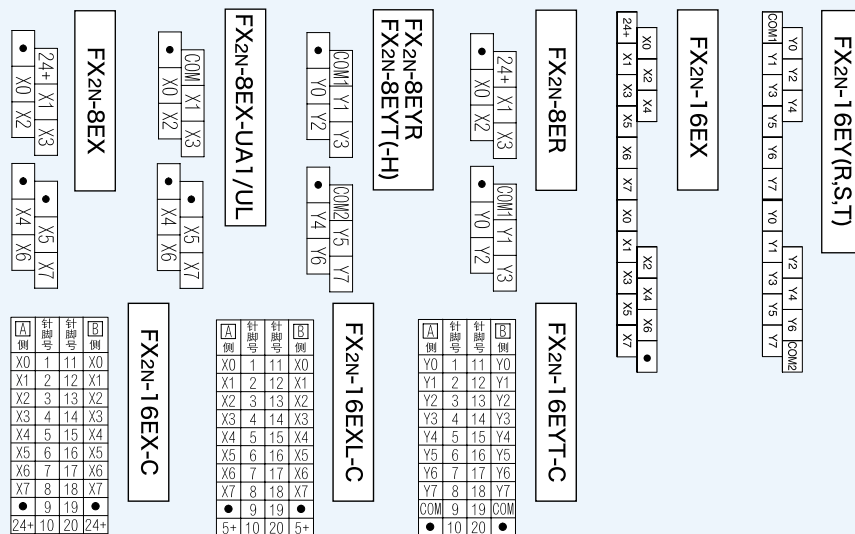 FX2N-8EX
24+ X1 X3 ● X5 X7
● X0 X2 ● X4 X6
FX2N-8EX-UA1/UL
COM X1 X3 ● X5 X7
● X0 X2 ● X4 X6
FX2N-8EYR
FX2N-8EYT(-H)
COM1 Y1 Y3 COM2 Y5 Y7
● Y0 Y2 ● Y4 Y6
FX2N-8ER
24+ X1 X3 COM1 Y1 Y3
● X0 X2 ● Y0 Y2
FX2N-16EX
X0 X2 X4 X2 X4 X6 ●
24+ X1 X3 X5 X6 X7 X0 X1 X3 X5 X7
FX2N-16EY(R,S,T)
Y0 Y2 Y4 Y2 Y4 Y6 COM2
COM1 Y1 Y3 Y5 Y6 Y7 Y0 Y1 Y3 Y5 Y7
FX2N-16EX-C
A侧 针脚号 针脚号 B侧
X0 1 11 X0
X1 2 12 X1
X2 3 13 X2
X3 4 14 X3
X4 5 15 X4
X5 6 16 X5
X6 7 17 X6
X7 8 18 X7
● 9 19 ●
24+ 10 20 24+
FX2N-16EXL-C
A侧 针脚号 针脚号 B侧
X0 1 11 X0
X1 2 12 X1
X2 3 13 X2
X3 4 14 X3
X4 5 15 X4
X5 6 16 X5
X6 7 17 X6
X7 8 18 X7
● 9 19 ●
5+ 10 20 5+
FX2N-16EYT-C
A侧 针脚号 针脚号 B侧
Y0 1 11 Y0
Y1 2 12 Y1
Y2 3 13 Y2
Y3 4 14 Y3
Y4 5 15 Y4
Y5 6 16 Y5
Y6 7 17 Y6
Y7 8 18 Y7
COM 9 19 COM
● 10 20 ●